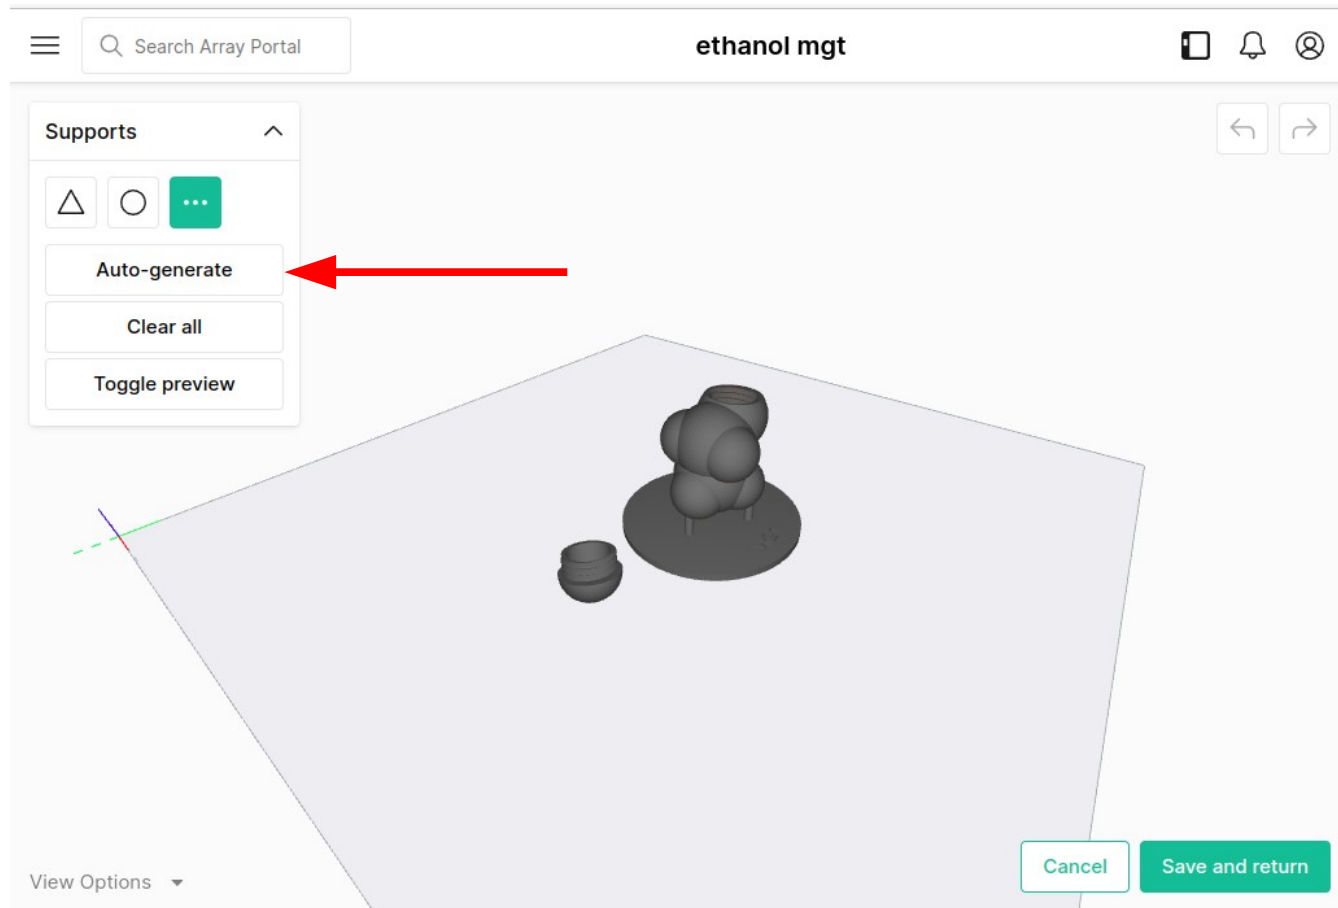 Search Array Portal
ethanol mgt
Supports
Auto-generate
Clear all
Toggle preview
View Options
Cancel
Save and return